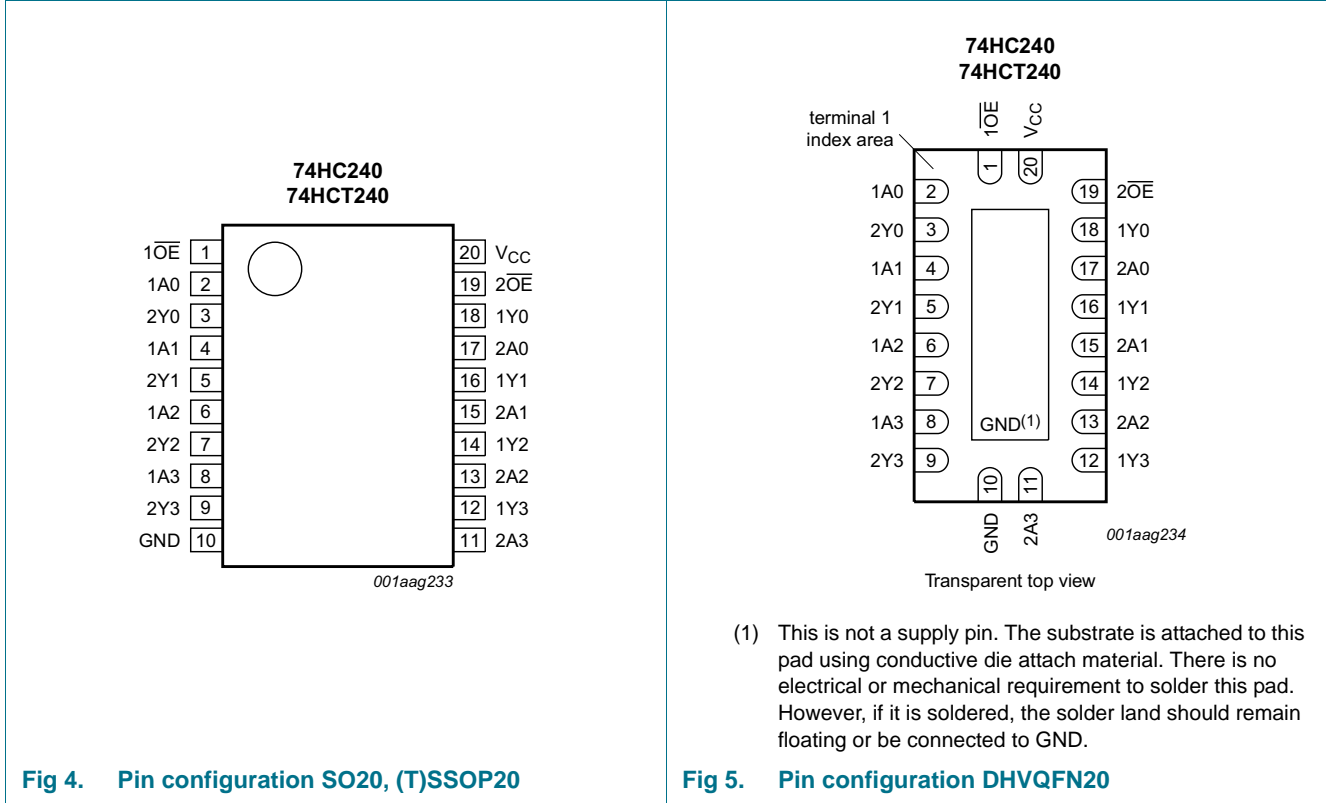 74HC240
74HCT240
1OE 1
1A0 2
2Y0 3
1A1 4
2Y1 5
1A2 6
2Y2 7
1A3 8
2Y3 9
GND 10
20 VCC
19 2OE
18 1Y0
17 2A0
16 1Y1
15 2A1
14 1Y2
13 2A2
12 1Y3
11 2A3
001aag233
Fig 4. Pin configuration SO20, (T)SSOP20
74HC240
74HCT240
terminal 1
index area
1OE
VCC
1
20
1A0 2
2Y0 3
1A1 4
2Y1 5
1A2 6
2Y2 7
1A3 8
2Y3 9
19 2OE
18 1Y0
17 2A0
16 1Y1
15 2A1
14 1Y2
13 2A2
12 1Y3
GND(1)
10
11
GND
2A3
001aag234
Transparent top view
(1) This is not a supply pin. The substrate is attached to this
pad using conductive die attach material. There is no
electrical or mechanical requirement to solder this pad.
However, if it is soldered, the solder land should remain
floating or be connected to GND.
Fig 5. Pin configuration DHVQFN20